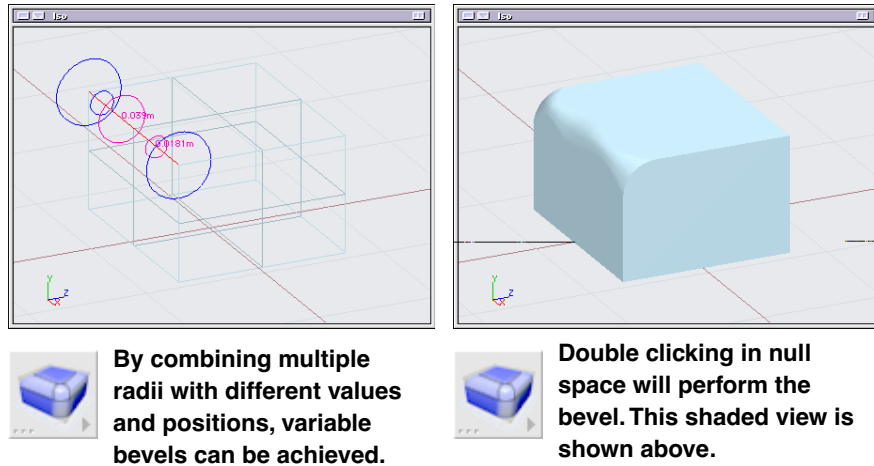 Iso
Iso
0.039m
0.0181m
Y
Z
X
Y
Z
X
By combining multiple
radii with different values
and positions, variable
bevels can be achieved.
Double clicking in null
space will perform the
bevel. This shaded view is
shown above.